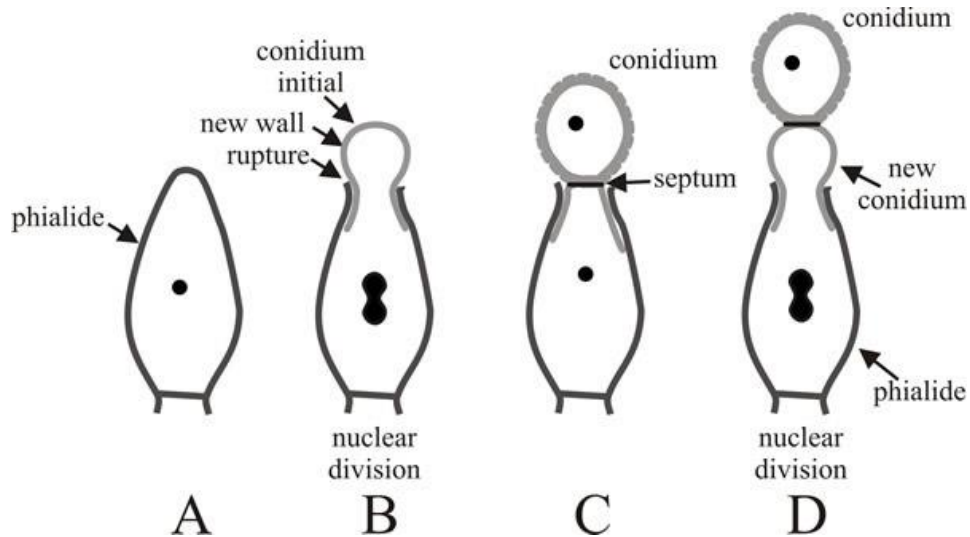 conidium
conidium
initial
conidium
new wall
rupture
phialide
septum
new
conidium
phialide
nuclear
division
nuclear
division
A
B
C
D